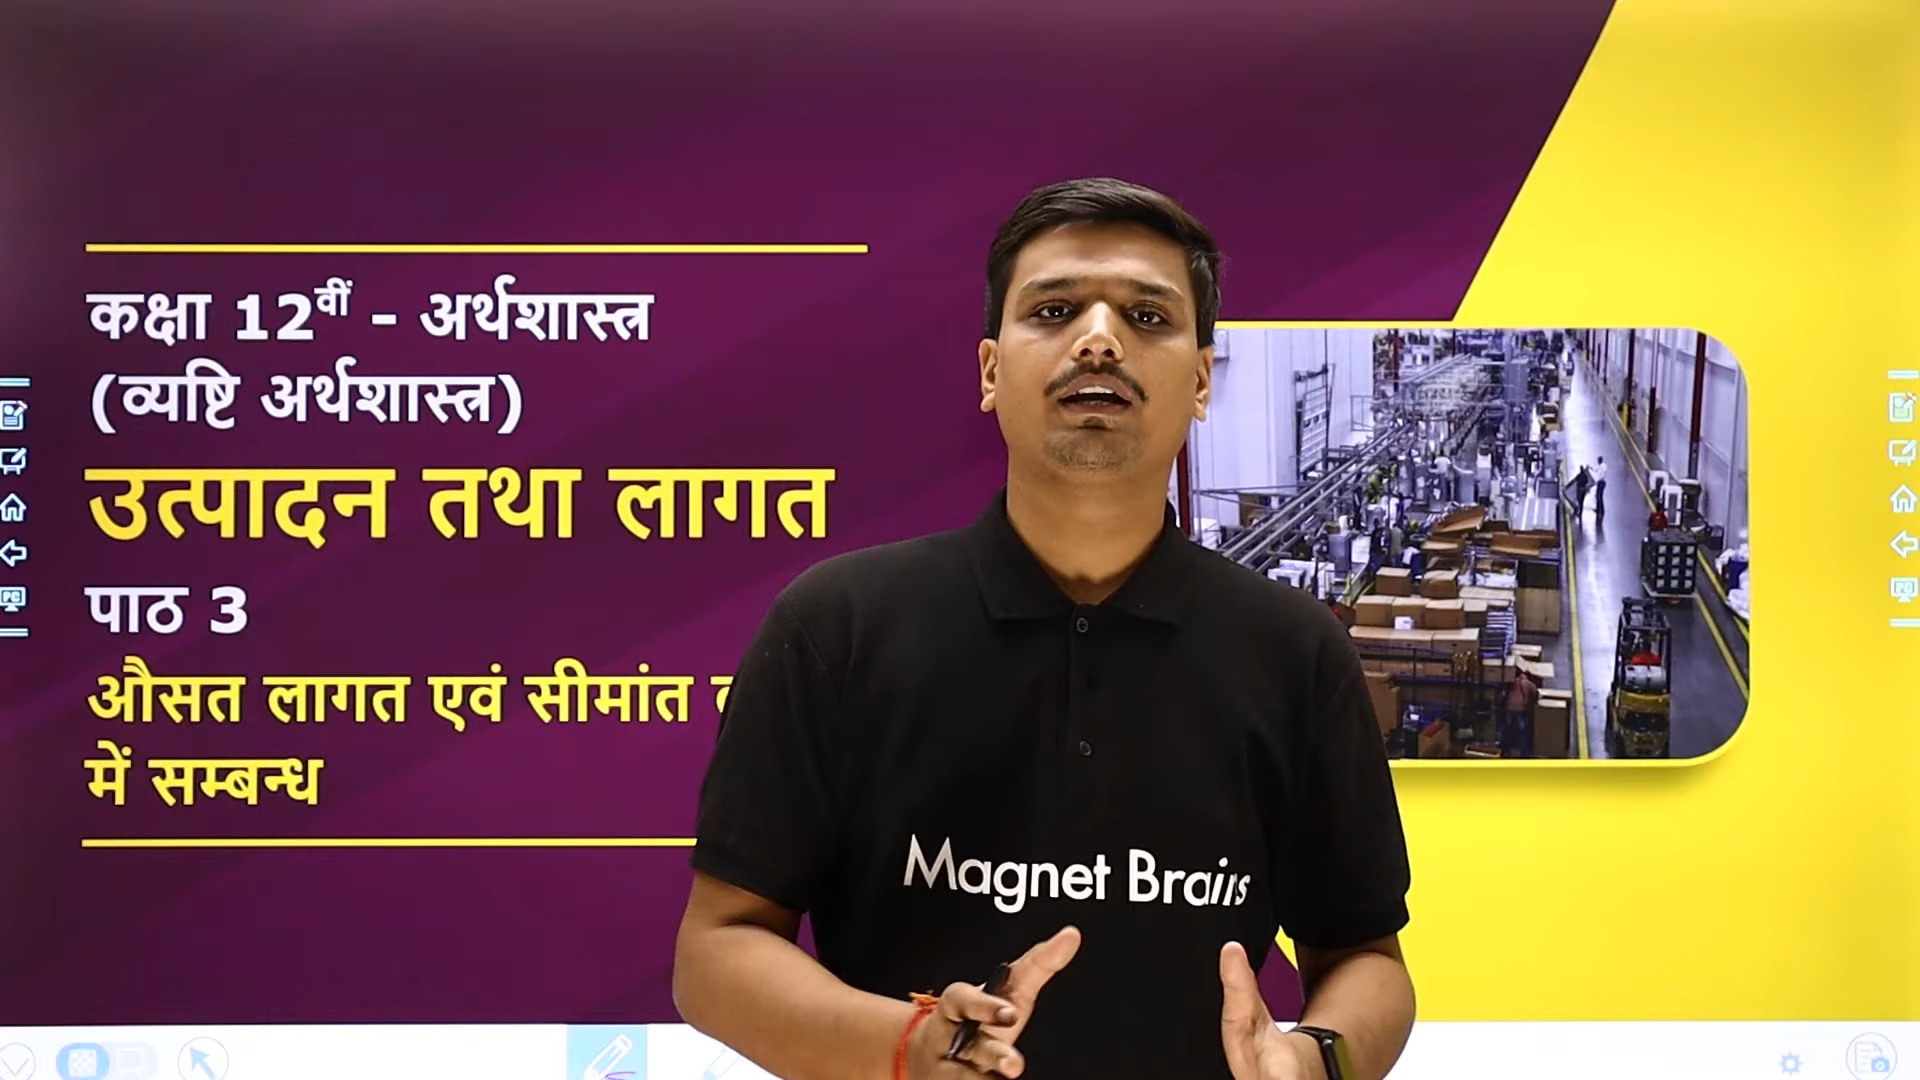 कक्षा 12वीं - अर्थशास्त्र
(व्यष्टि अर्थशास्त्र)
उत्पादन तथा लागत
पाठ 3
औसत लागत एवं सीमांत
में सम्बन्ध
Magnet Brains